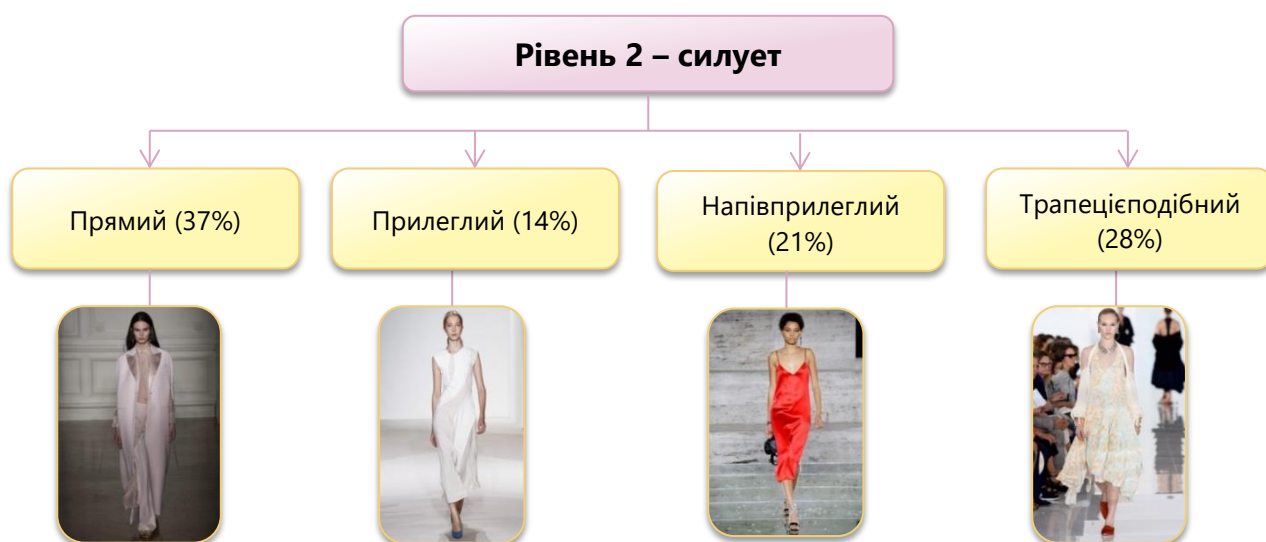 Рівень 2 – силует
Прямий (37%)
Прилеглий (14%)
Напівприлеглий
(21%)
Трапецієподібний
(28%)